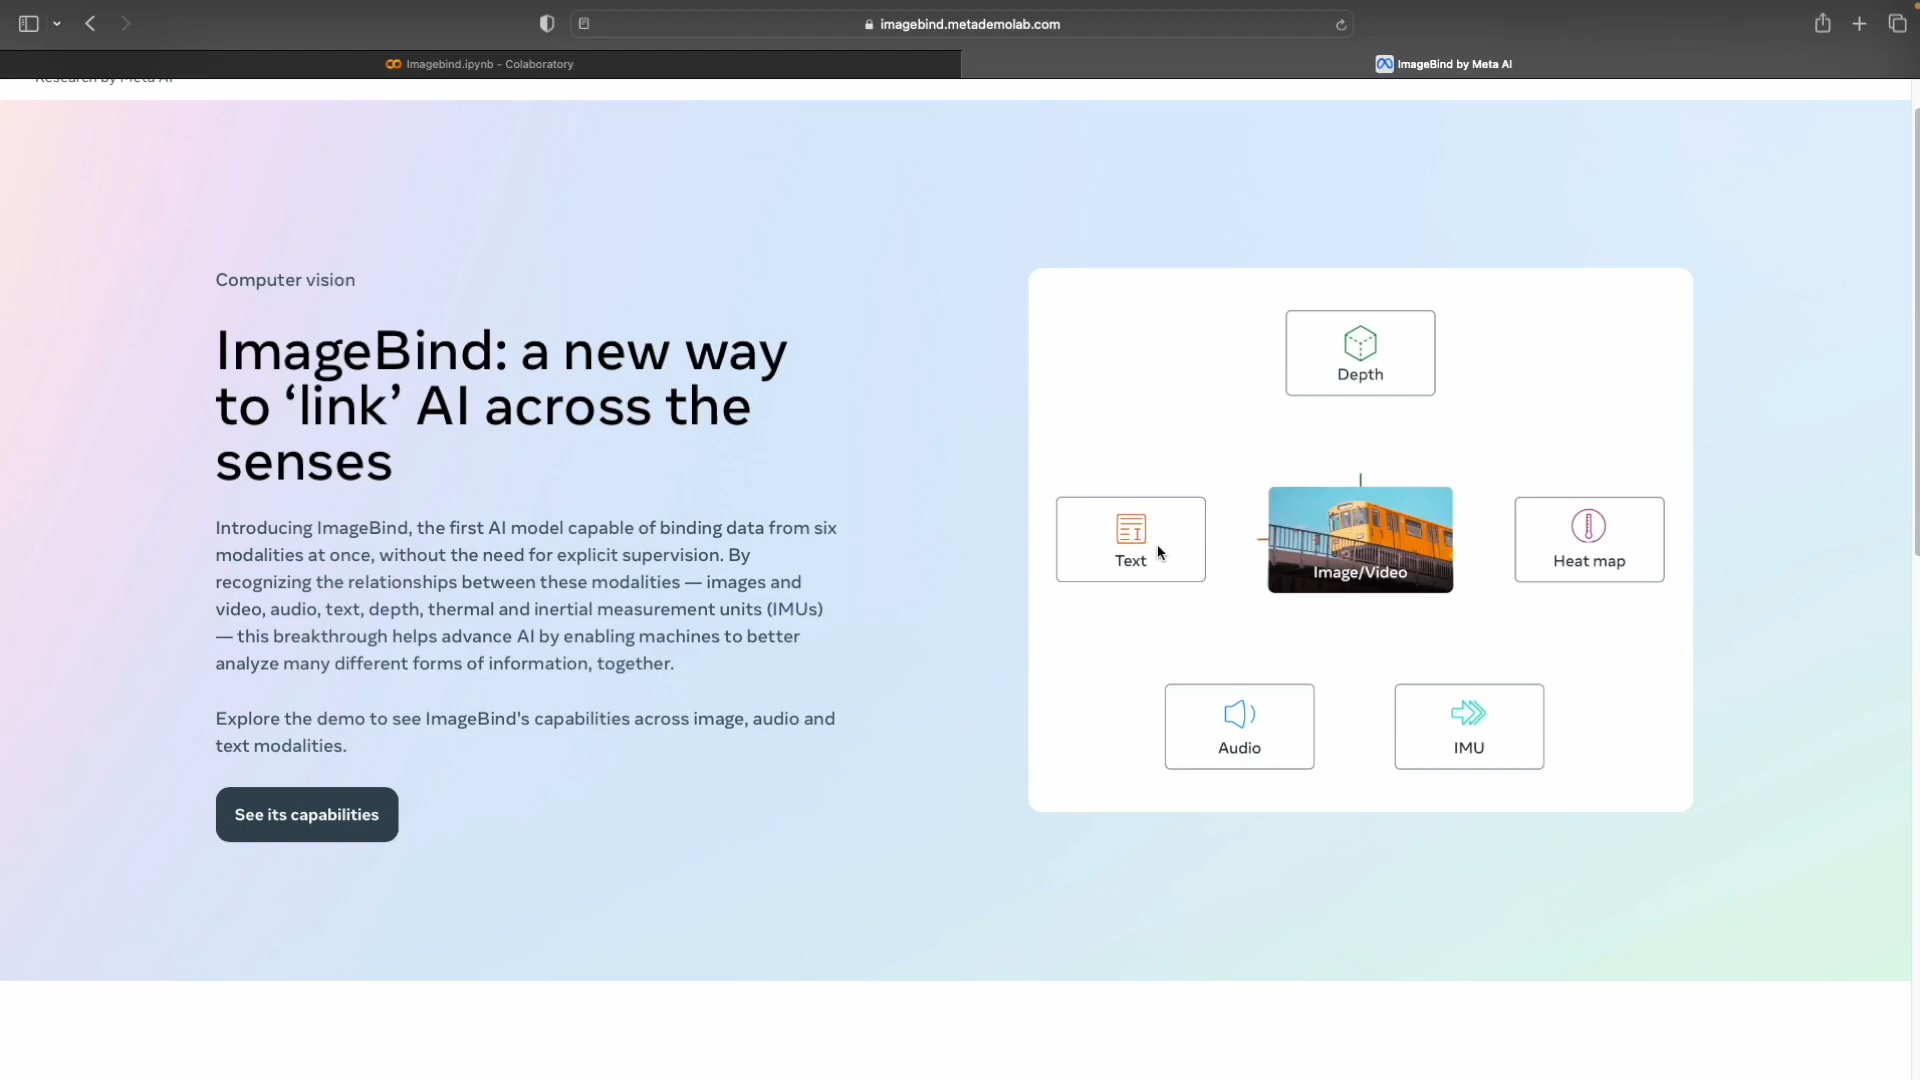 imagebind.metademolab.com
Imagebind.ipynb - Colaboratory
ImageBind by Meta AI
Research by Meta AI
Computer vision
ImageBind: a new way
to ‘link’ AI across the
senses
Introducing ImageBind, the first AI model capable of binding data from six
modalities at once, without the need for explicit supervision. By
recognizing the relationships between these modalities — images and
video, audio, text, depth, thermal and inertial measurement units (IMUs)
— this breakthrough helps advance AI by enabling machines to better
analyze many different forms of information, together.
Explore the demo to see ImageBind's capabilities across image, audio and
text modalities.
See its capabilities
Depth
Text
Image/Video
Heat map
Audio
IMU